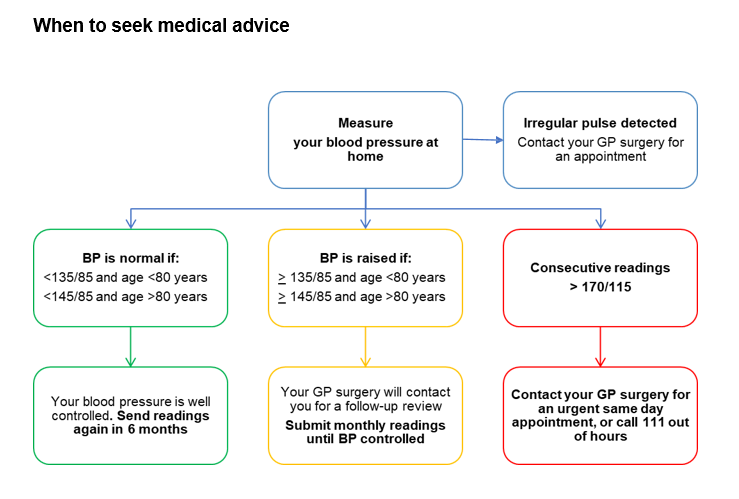 When to seek medical advice
Measure
your blood pressure at
home
Irregular pulse detected
Contact your GP surgery for
an appointment
BP is normal if:
<135/85 and age <80 years
<145/85 and age >80 years
BP is raised if:
≥ 135/85 and age <80 years
≥ 145/85 and age >80 years
Consecutive readings
> 170/115
Your blood pressure is well
controlled. Send readings
again in 6 months
Your GP surgery will contact
you for a follow-up review
Submit monthly readings
until BP controlled
Contact your GP surgery for
an urgent same day
appointment, or call 111 out
of hours